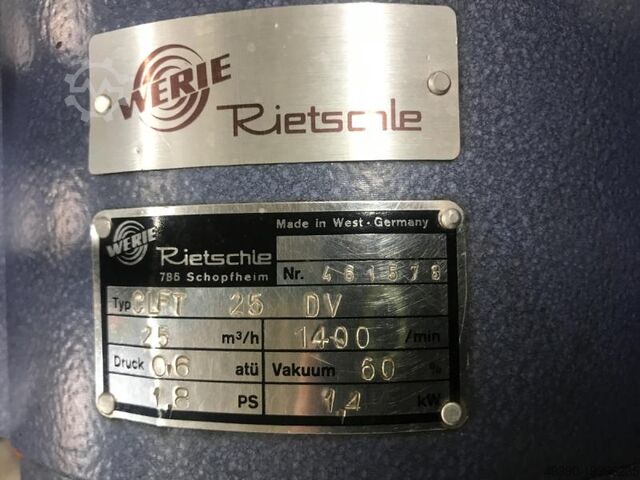 WERIE Rietschle
WERIE Rietschle
Made in West-Germany
786 Schopfheim
Nr. 461578
Typ CLFT 25 DV
25 m³/h 1400 /min
Druck 0,6 atü Vakuum 60 %
1,8 PS 1,4 kW